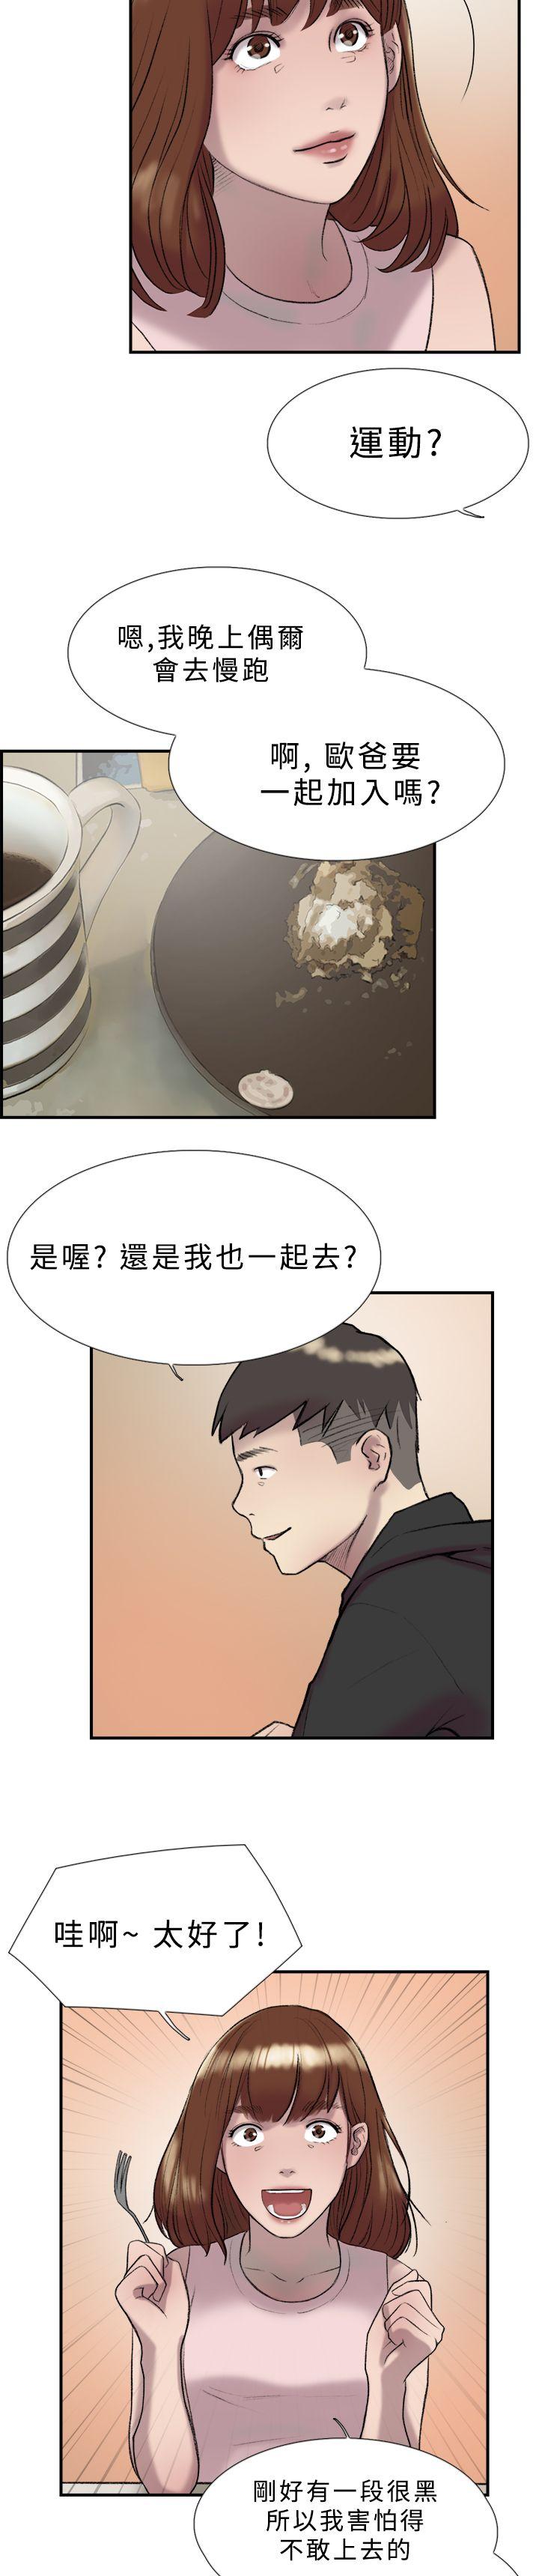 運動?
嗯,我晚上偶爾
會去慢跑
啊, 歐爸要
一起加入嗎?
是喔? 還是我也一起去?
哇啊~ 太好了!
剛好有一段很黑
所以我害怕得
不敢上去的